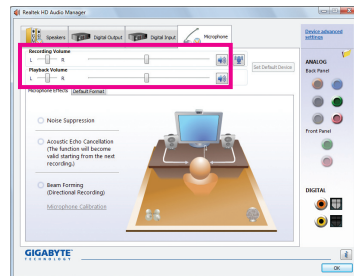 Realtek HD Audio Manager
Speakers
Digital Output
Digital Input
Microphone
Device advanced settings
Recording Volume
L
R
Playback Volume
L
R
Set Default Device
ANALOG
Back Panel
Microphone Effects
Default Format
Noise Suppression
Acoustic Echo Cancellation
(The function will become
valid starting from the next
recording.)
Beam Forming
(Directional Recording)
Microphone Calibration
Front Panel
DIGITAL
GIGABYTE™
TECHNOLOGY
i
OK